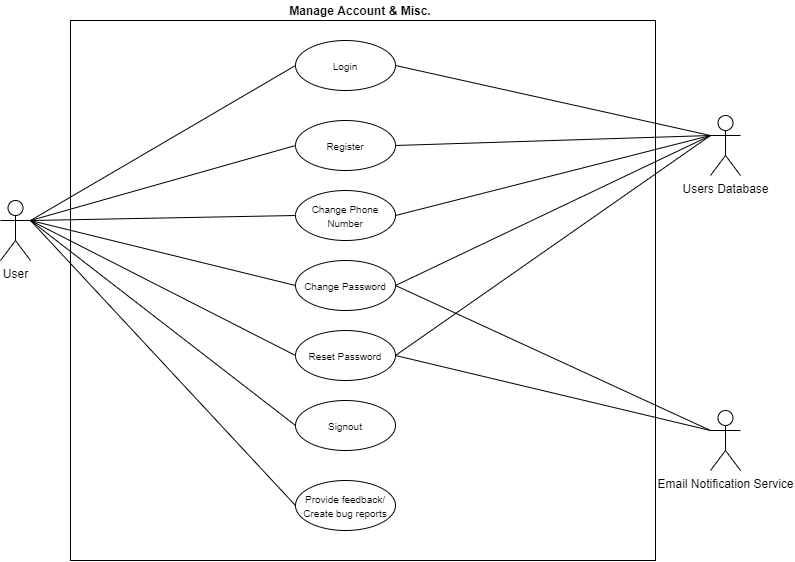 Manage Account & Misc.
Login
Register
Users Database
Change Phone
Number
User
Change Password
Reset Password
Signout
Email Notification Service
Provide feedback/
Create bug reports